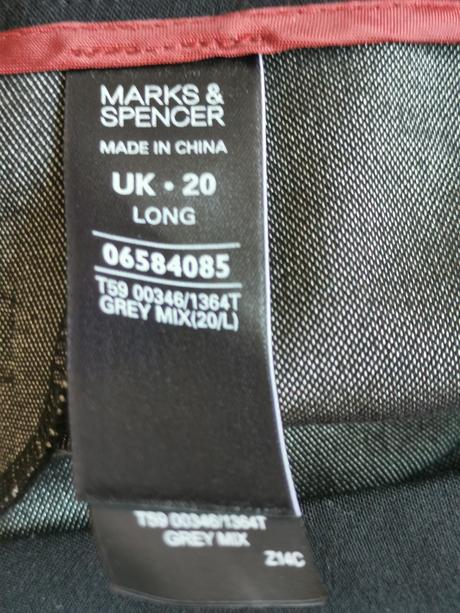 MARKS &
SPENCER
MADE IN CHINA
UK • 20
LONG
06584085
T59 00346/1364T
GREY MIX(20/L)
T59 00346/1364T
GREY MIX
Z14C